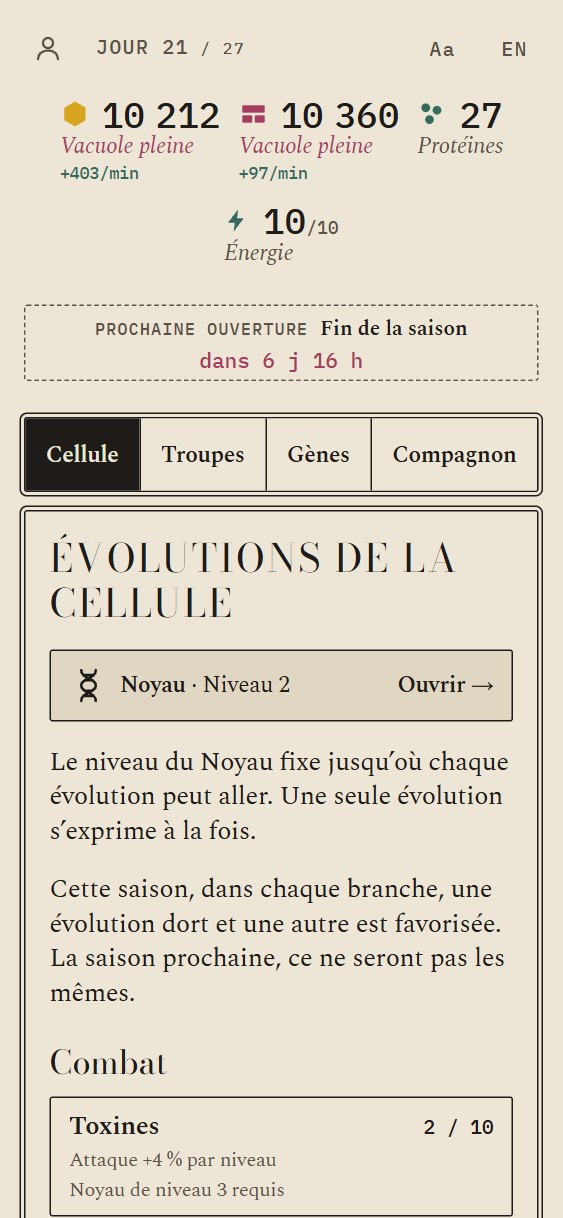 JOUR 21 / 27
Aa
EN
10 212
10 360
27
Vacuole pleine
Vacuole pleine
Protéines
+403/min
+97/min
10/10
Énergie
PROCHAINE OUVERTURE Fin de la saison
dans 6 j 16 h
Cellule
Troupes
Gènes
Compagnon
ÉVOLUTIONS DE LA
CELLULE
Noyau · Niveau 2
Ouvrir →
Le niveau du Noyau fixe jusqu’où chaque
évolution peut aller. Une seule évolution
s’exprime à la fois.
Cette saison, dans chaque branche, une
évolution dort et une autre est favorisée.
La saison prochaine, ce ne seront pas les
mêmes.
Combat
Toxines
2 / 10
Attaque +4 % par niveau
Noyau de niveau 3 requis